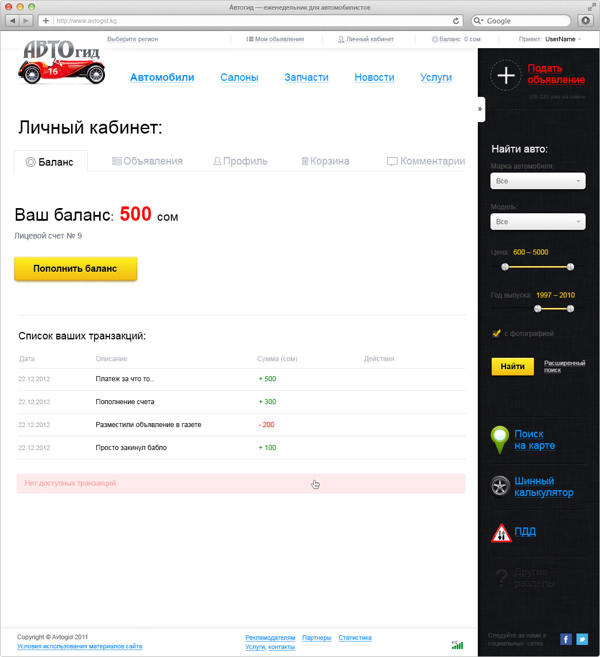 Автогид — еженедельник для автомобилистов
http://www.avtogid.kg
Google
Выберите регион
Мои объявления
Личный кабинет
Баланс 0 сом
Привет: UserName
АВТОгид
16
Автомобили
Салоны
Запчасти
Новости
Услуги
Подать
объявление
Личный кабинет:
Баланс
Объявления
Профиль
Корзина
Комментарии
Ваш баланс: 500 сом
Лицевой счет № 9
Пополнить баланс
Список ваших транзакций:
Дата Описание Сумма (сом) Действия
22.12.2012 Платеж за что то.. + 500
22.12.2012 Пополнение счета + 300
22.12.2012 Разместили объявление в газете - 200
22.12.2012 Просто закинул бабло + 100
Нет доступных транзакций
Найти авто:
Марка автомобиля:
Все
Модель:
Все
Цена: 600 – 5000
Год выпуска: 1997 – 2010
с фотографией
Найти
Расширенный
поиск
Поиск
на карте
Шинный
калькулятор
ПДД
Другие
разделы
Copyright © Avtogid 2011
Условия использования материалов сайта
Рекламодателям Партнеры Статистика
Услуги, контакты
Следуйте за нами в
социальных сетях